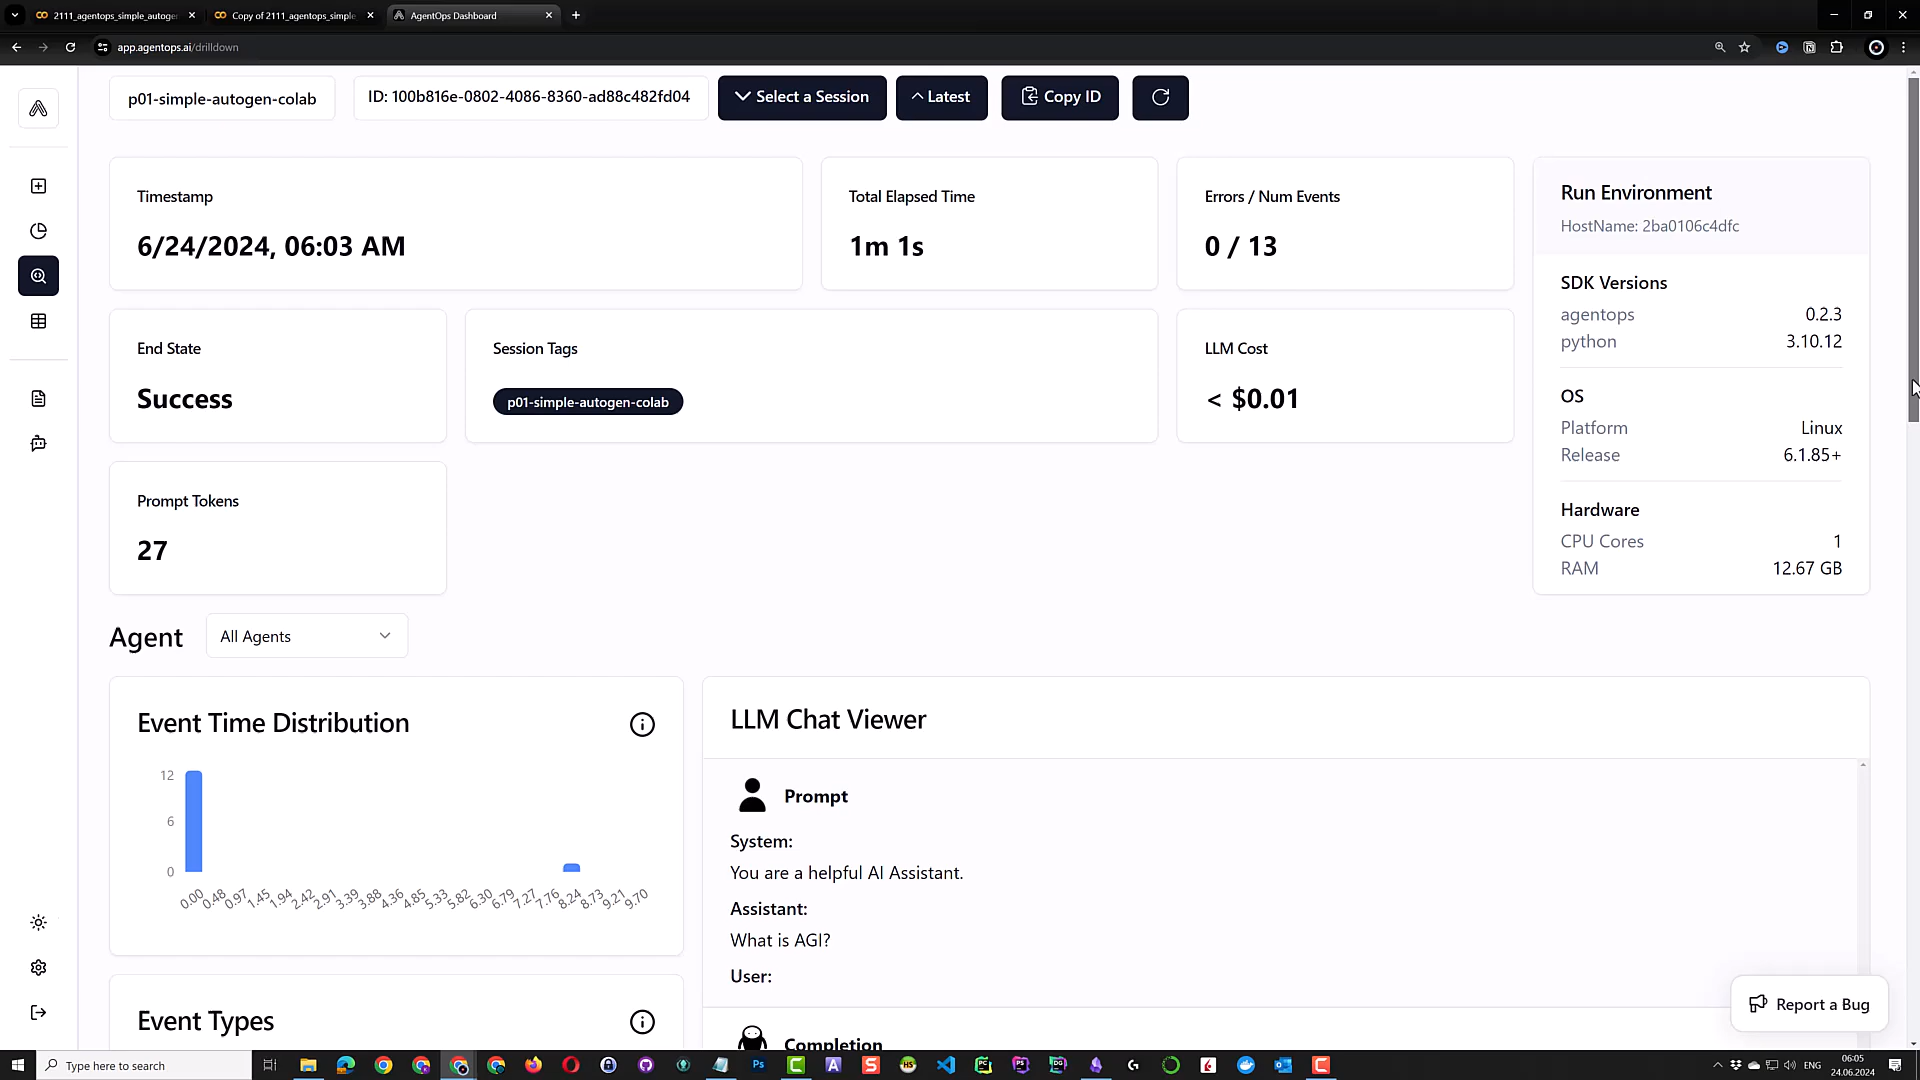 2111_agentops_simple_autogen
Copy of 2111_agentops_simple
AgentOps Dashboard
app.agentops.ai/drilldown
p01-simple-autogen-colab
ID: 100b816e-0802-4086-8360-ad88c482fd04
Select a Session
Latest
Copy ID
Timestamp
6/24/2024, 06:03 AM
Total Elapsed Time
1m 1s
Errors / Num Events
0 / 13
Run Environment
HostName: 2ba0106c4dfc
SDK Versions
agentops 0.2.3
python 3.10.12
OS
Platform Linux
Release 6.1.85+
Hardware
CPU Cores 1
RAM 12.67 GB
End State
Success
Session Tags
p01-simple-autogen-colab
LLM Cost
< $0.01
Prompt Tokens
27
Agent
All Agents
Event Time Distribution
12
6
0
0.00 0.48 0.97 1.45 1.94 2.42 2.91 3.39 3.88 4.36 4.85 5.33 5.82 6.30 6.79 7.27 7.76 8.24 8.73 9.21 9.70
Event Types
LLM Chat Viewer
Prompt
System:
You are a helpful AI Assistant.
Assistant:
What is AGI?
User:
Completion
Report a Bug
Type here to search
ENG
06:05
24.06.2024